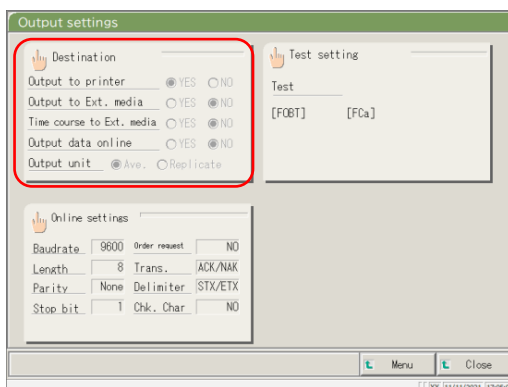 Output settings
Destination
Output to printer YES NO
Output to Ext. media YES NO
Time course to Ext. media YES NO
Output data online YES NO
Output unit Ave. Replicate
Test setting
Test
[FOBT] [FCa]
Online settings
Baudrate 9600 Order request NO
Length 8 Trans. ACK/NAK
Parity None Delimiter STX/ETX
Stop bit 1 Chk. Char NO
Menu Close